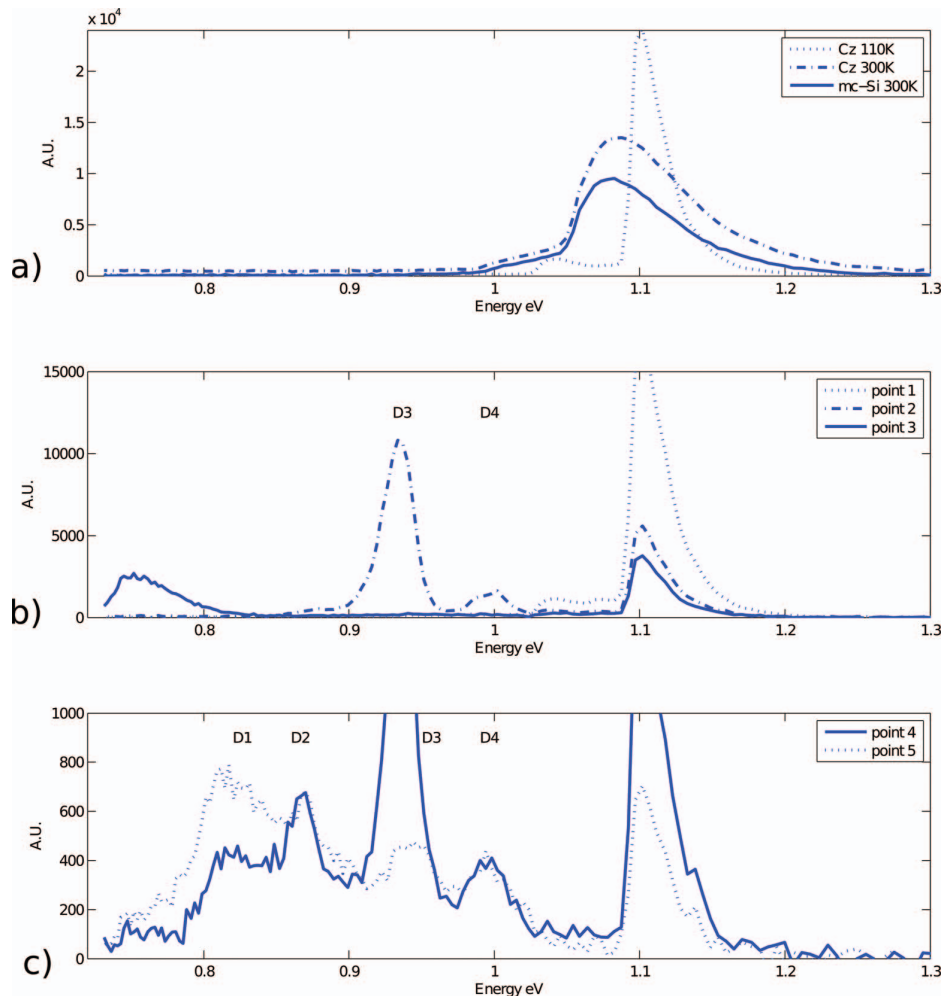 x 10⁴
2
1.5
1
0.5
0
A.U.
0.8
0.9
1
1.1
1.2
1.3
Energy eV
Cz 110K
Cz 300K
mc-Si 300K
a)
15000
10000
5000
0
A.U.
D3
D4
0.8
0.9
1
1.1
1.2
1.3
Energy eV
point 1
point 2
point 3
b)
1000
800
600
400
200
0
A.U.
D1
D2
D3
D4
0.8
0.9
1
1.1
1.2
1.3
Energy eV
point 4
point 5
c)